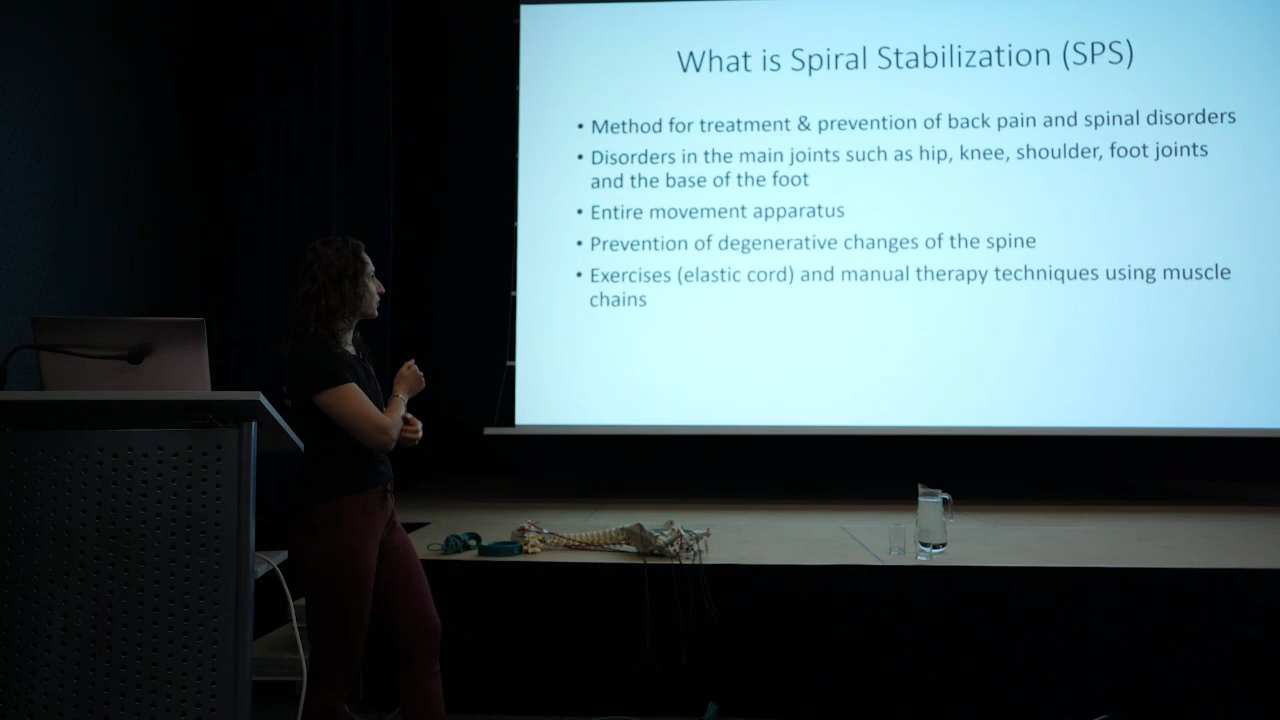 What is Spiral Stabilization (SPS)
• Method for treatment & prevention of back pain and spinal disorders
• Disorders in the main joints such as hip, knee, shoulder, foot joints
and the base of the foot
• Entire movement apparatus
• Prevention of degenerative changes of the spine
• Exercises (elastic cord) and manual therapy techniques using muscle
chains